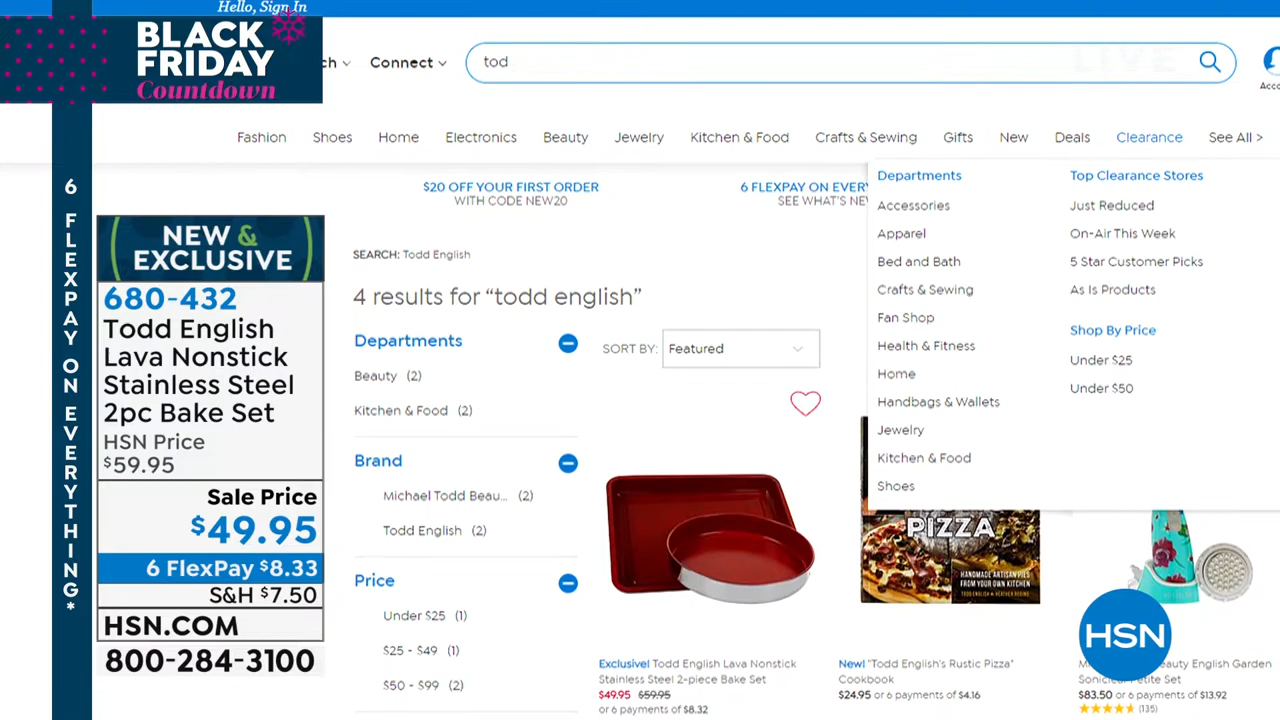 Hello, Sign In
BLACK
FRIDAY
Countdown
6 FLEXPAY ON EVERYTHING*
NEW &
EXCLUSIVE
680-432
Todd English
Lava Nonstick
Stainless Steel
2pc Bake Set
HSN Price
$59.95
Sale Price
$49.95
6 FlexPay $8.33
S&H $7.50
HSN.COM
800-284-3100
Connect
tod
LIVE
Fashion Shoes Home Electronics Beauty Jewelry Kitchen & Food Crafts & Sewing Gifts New Deals Clearance See All >
$20 OFF YOUR FIRST ORDER
WITH CODE NEW20
6 FLEXPAY ON EVERY
SEE WHAT'S NEW
SEARCH: Todd English
4 results for "todd english"
Departments
Beauty (2)
Kitchen & Food (2)
Brand
Michael Todd Beau... (2)
Todd English (2)
Price
Under $25 (1)
$25 - $49 (1)
$50 - $99 (2)
SORT BY: Featured
Departments
Accessories
Apparel
Bed and Bath
Crafts & Sewing
Fan Shop
Health & Fitness
Home
Handbags & Wallets
Jewelry
Kitchen & Food
Shoes
Top Clearance Stores
Just Reduced
On-Air This Week
5 Star Customer Picks
As Is Products
Shop By Price
Under $25
Under $50
PIZZA
HANDMADE ARTISAN PIES
FROM YOUR OWN KITCHEN
Exclusive! Todd English Lava Nonstick
Stainless Steel 2-piece Bake Set
$49.95 $59.95
or 6 payments of $8.32
New! "Todd English's Rustic Pizza"
Cookbook
$24.95 or 6 payments of $4.16
HSN
eauty English Garden
$83.50 or 6 payments of $13.92
(135)